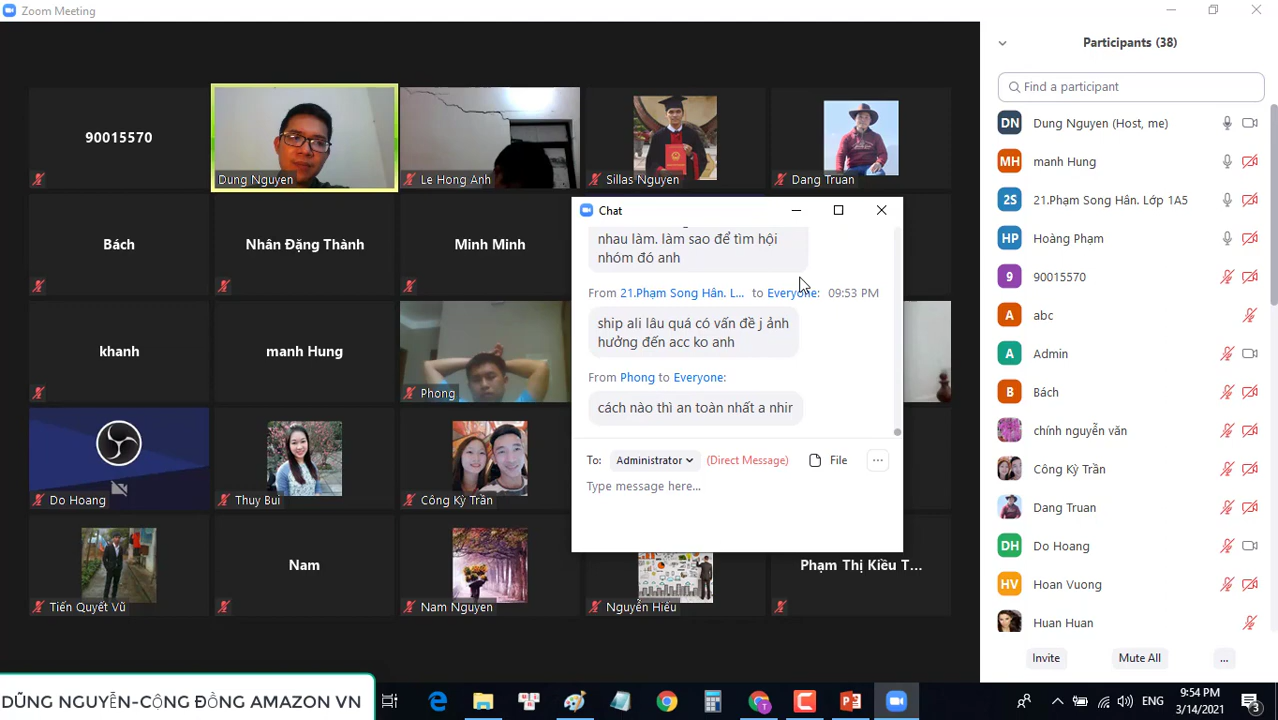 Zoom Meeting
Participants (38)
Find a participant
90015570
Dung Nguyen
Le Hong Anh
Sillas Nguyen
Dang Truan
Bách
Nhân Đặng Thành
Minh Minh
khanh
manh Hung
Phong
Do Hoang
Thuy Bui
Công Kỳ Trần
Tiến Quyết Vũ
Nam
Nam Nguyen
Nguyễn Hiếu
Phạm Thị Kiều T...
Chat
nhau làm. làm sao để tìm hội
nhóm đó anh
From 21.Phạm Song Hân. L... to Everyone: 09:53 PM
ship ali lâu quá có vấn đề j ảnh
hưởng đến acc ko anh
From Phong to Everyone:
cách nào thì an toàn nhất a nhir
To: Administrator (Direct Message) File ...
Type message here...
DN Dung Nguyen (Host, me)
MH manh Hung
2S 21.Phạm Song Hân. Lớp 1A5
HP Hoàng Phạm
9 90015570
A abc
A Admin
B Bách
chính nguyễn văn
Công Kỳ Trần
Dang Truan
DH Do Hoang
HV Hoan Vuong
Huan Huan
Invite Mute All ...
DŨNG NGUYỄN-CỘNG ĐỒNG AMAZON VN
ENG
9:54 PM
3/14/2021
3